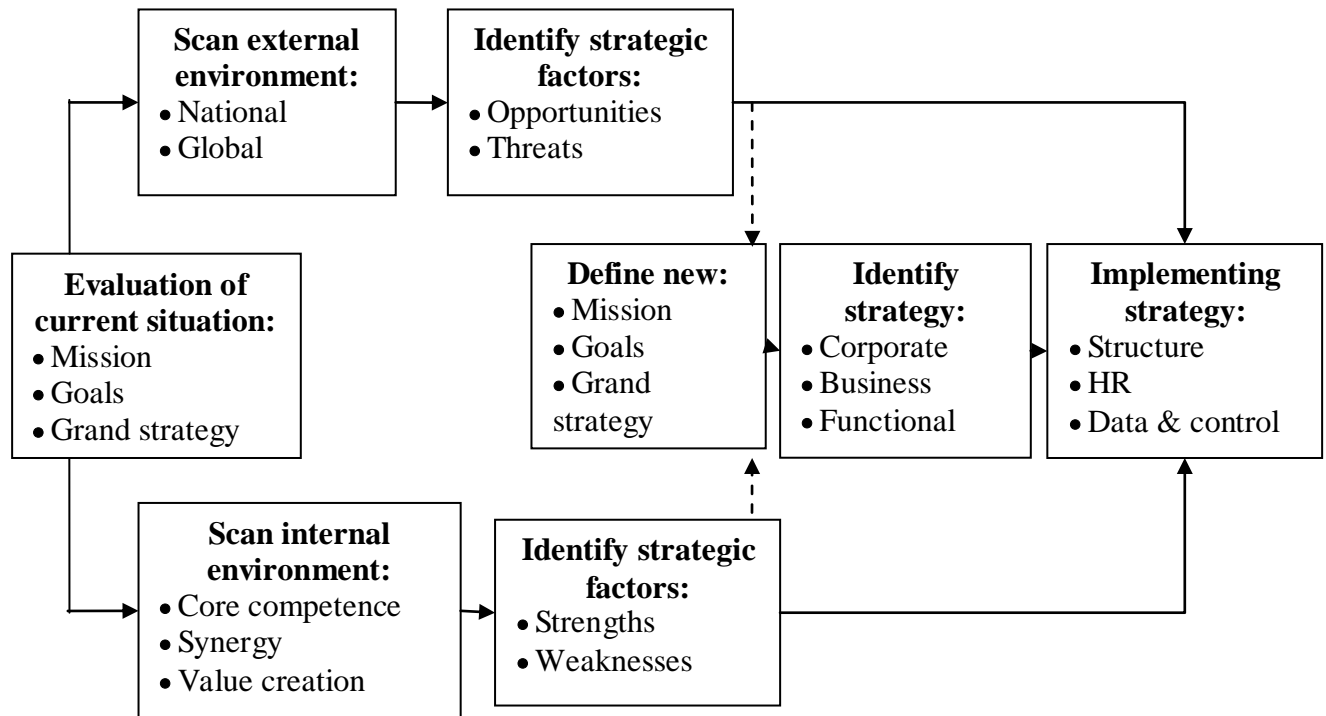 Scan external
environment:
• National
• Global
Identify strategic
factors:
• Opportunities
• Threats
Evaluation of
current situation:
• Mission
• Goals
• Grand strategy
Define new:
• Mission
• Goals
• Grand
strategy
Identify
strategy:
• Corporate
• Business
• Functional
Implementing
strategy:
• Structure
• HR
• Data & control
Scan internal
environment:
• Core competence
• Synergy
• Value creation
Identify strategic
factors:
• Strengths
• Weaknesses